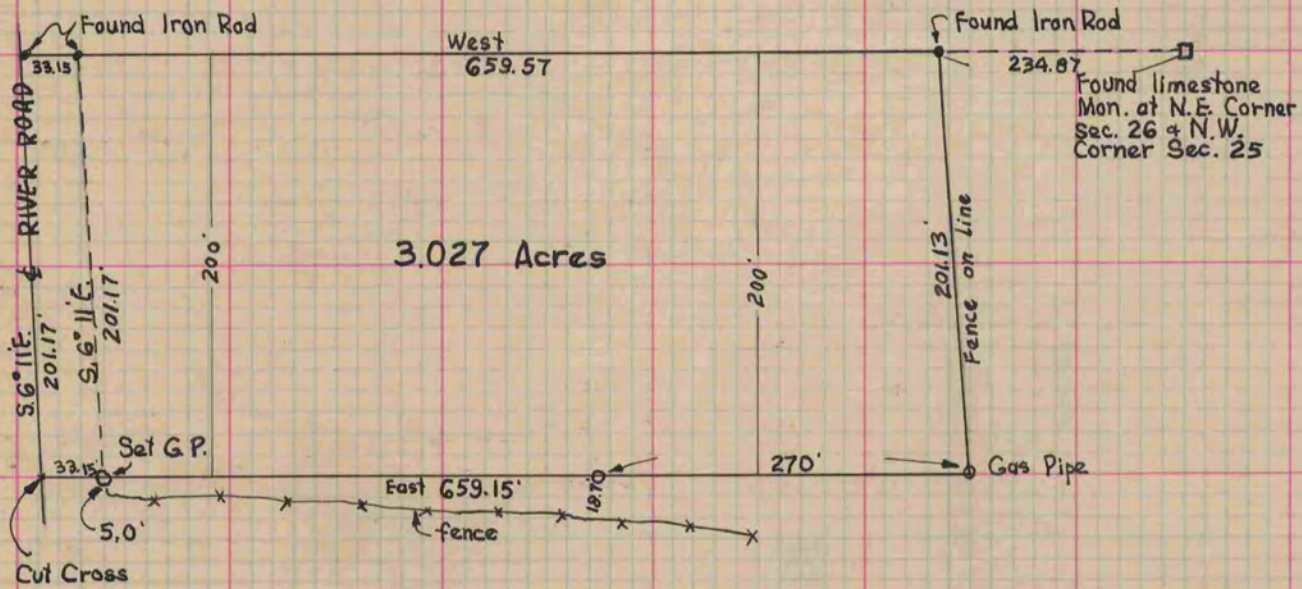 Found Iron Rod
Found Iron Rod
33.15
West
659.57
234.87
Found limestone
Mon. at N.E. Corner
Sec. 26 & N.W.
Corner Sec. 25
℄ RIVER ROAD
S.6°11'E.
201.17'
S.6°11'E.
201.17'
200'
3.027 Acres
200'
201.13'
Fence on line
33.15'
Set G.P.
East 659.15'
18.70
270'
Gas Pipe
5.0'
fence
Cut Cross